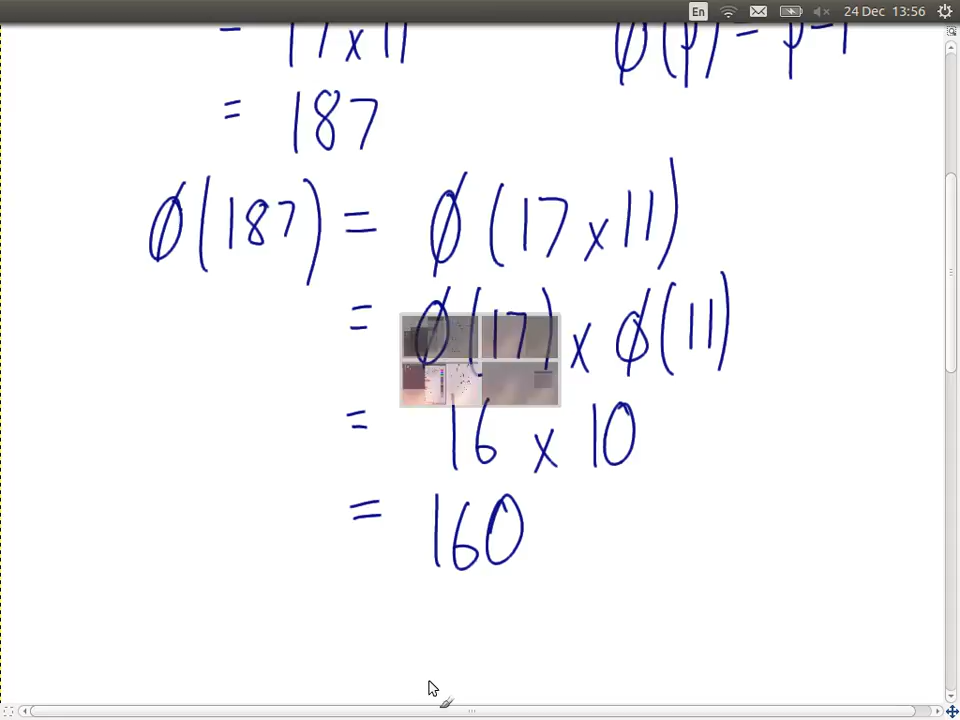 En 24 Dec 13:56
= 17 x 11 ϕ(p) = p-1
= 187
ϕ(187) = ϕ(17 x 11)
= ϕ(17) x ϕ(11)
= 16 x 10
= 160